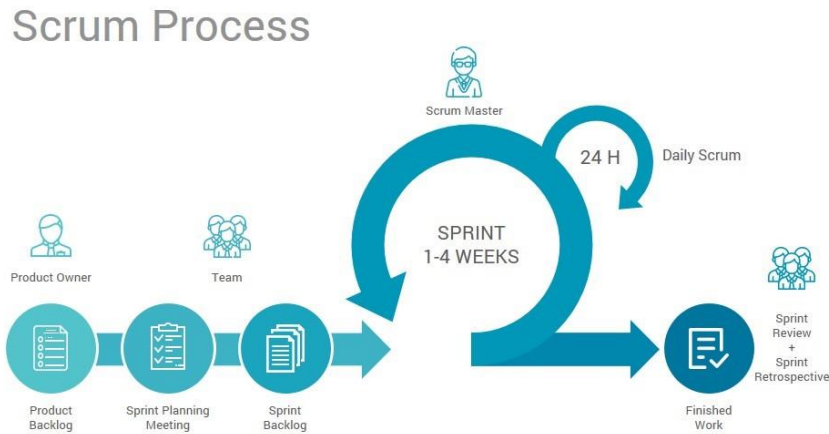 Scrum Process
Scrum Master
24 H
Daily Scrum
SPRINT
1-4 WEEKS
Product Owner
Team
Sprint
Review
+
Sprint
Retrospective
Product
Backlog
Sprint Planning
Meeting
Sprint
Backlog
Finished
Work